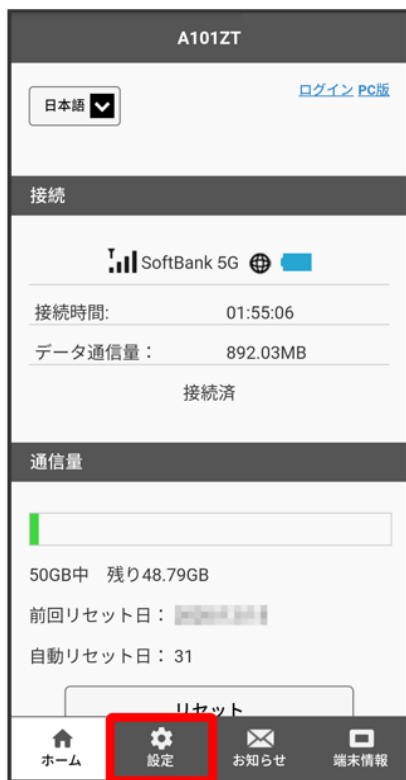 A101ZT
日本語
ログイン PC版
接続
SoftBank 5G
接続時間: 01:55:06
データ通信量： 892.03MB
接続済
通信量
50GB中 残り48.79GB
前回リセット日：
自動リセット日： 31
リセット
ホーム 設定 お知らせ 端末情報